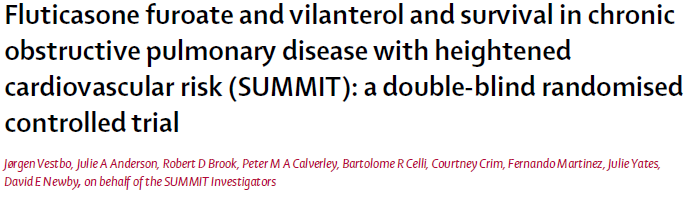 Fluticasone furoate and vilanterol and survival in chronic
obstructive pulmonary disease with heightened
cardiovascular risk (SUMMIT): a double-blind randomised
controlled trial
Jørgen Vestbo, Julie A Anderson, Robert D Brook, Peter M A Calverley, Bartolome R Celli, Courtney Crim, Fernando Martinez, Julie Yates,
David E Newby, on behalf of the SUMMIT Investigators